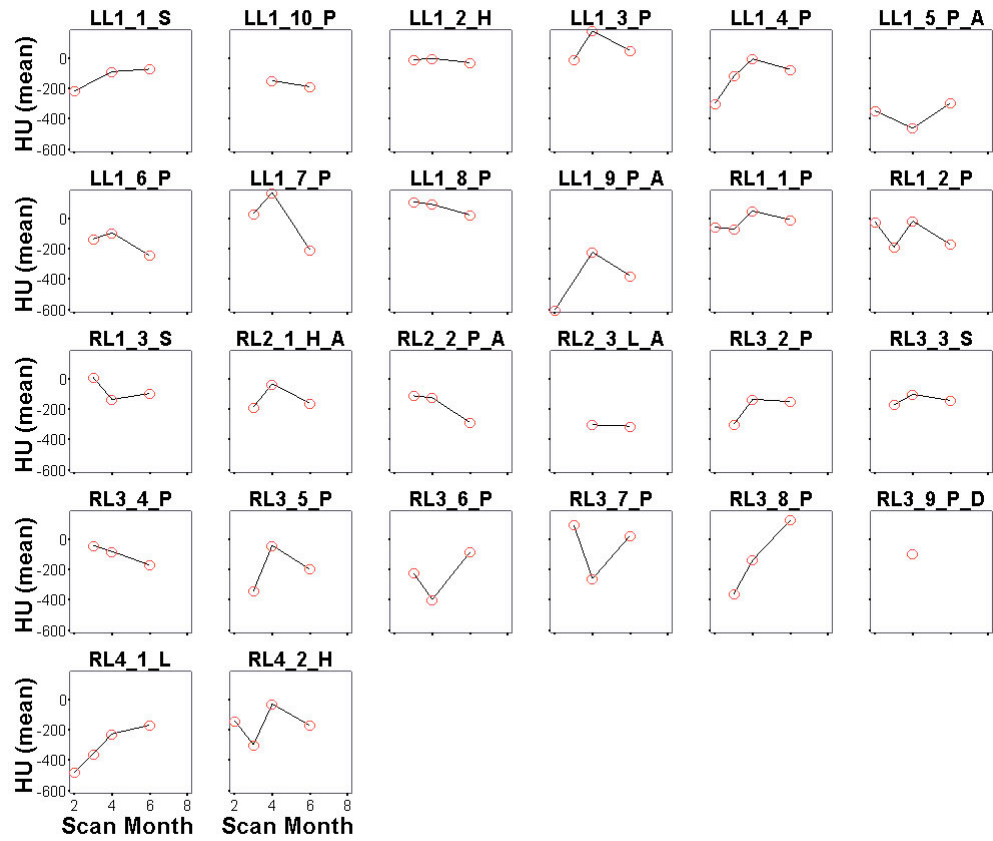 LL1_1_S LL1_10_P LL1_2_H LL1_3_P LL1_4_P LL1_5_P_A
HU (mean)
0
-200
-400
-600
LL1_6_P LL1_7_P LL1_8_P LL1_9_P_A RL1_1_P RL1_2_P
HU (mean)
0
-200
-400
-600
RL1_3_S RL2_1_H_A RL2_2_P_A RL2_3_L_A RL3_2_P RL3_3_S
HU (mean)
0
-200
-400
-600
RL3_4_P RL3_5_P RL3_6_P RL3_7_P RL3_8_P RL3_9_P_D
HU (mean)
0
-200
-400
-600
RL4_1_L RL4_2_H
HU (mean)
0
-200
-400
-600
2 4 6 8 2 4 6 8
Scan Month Scan Month